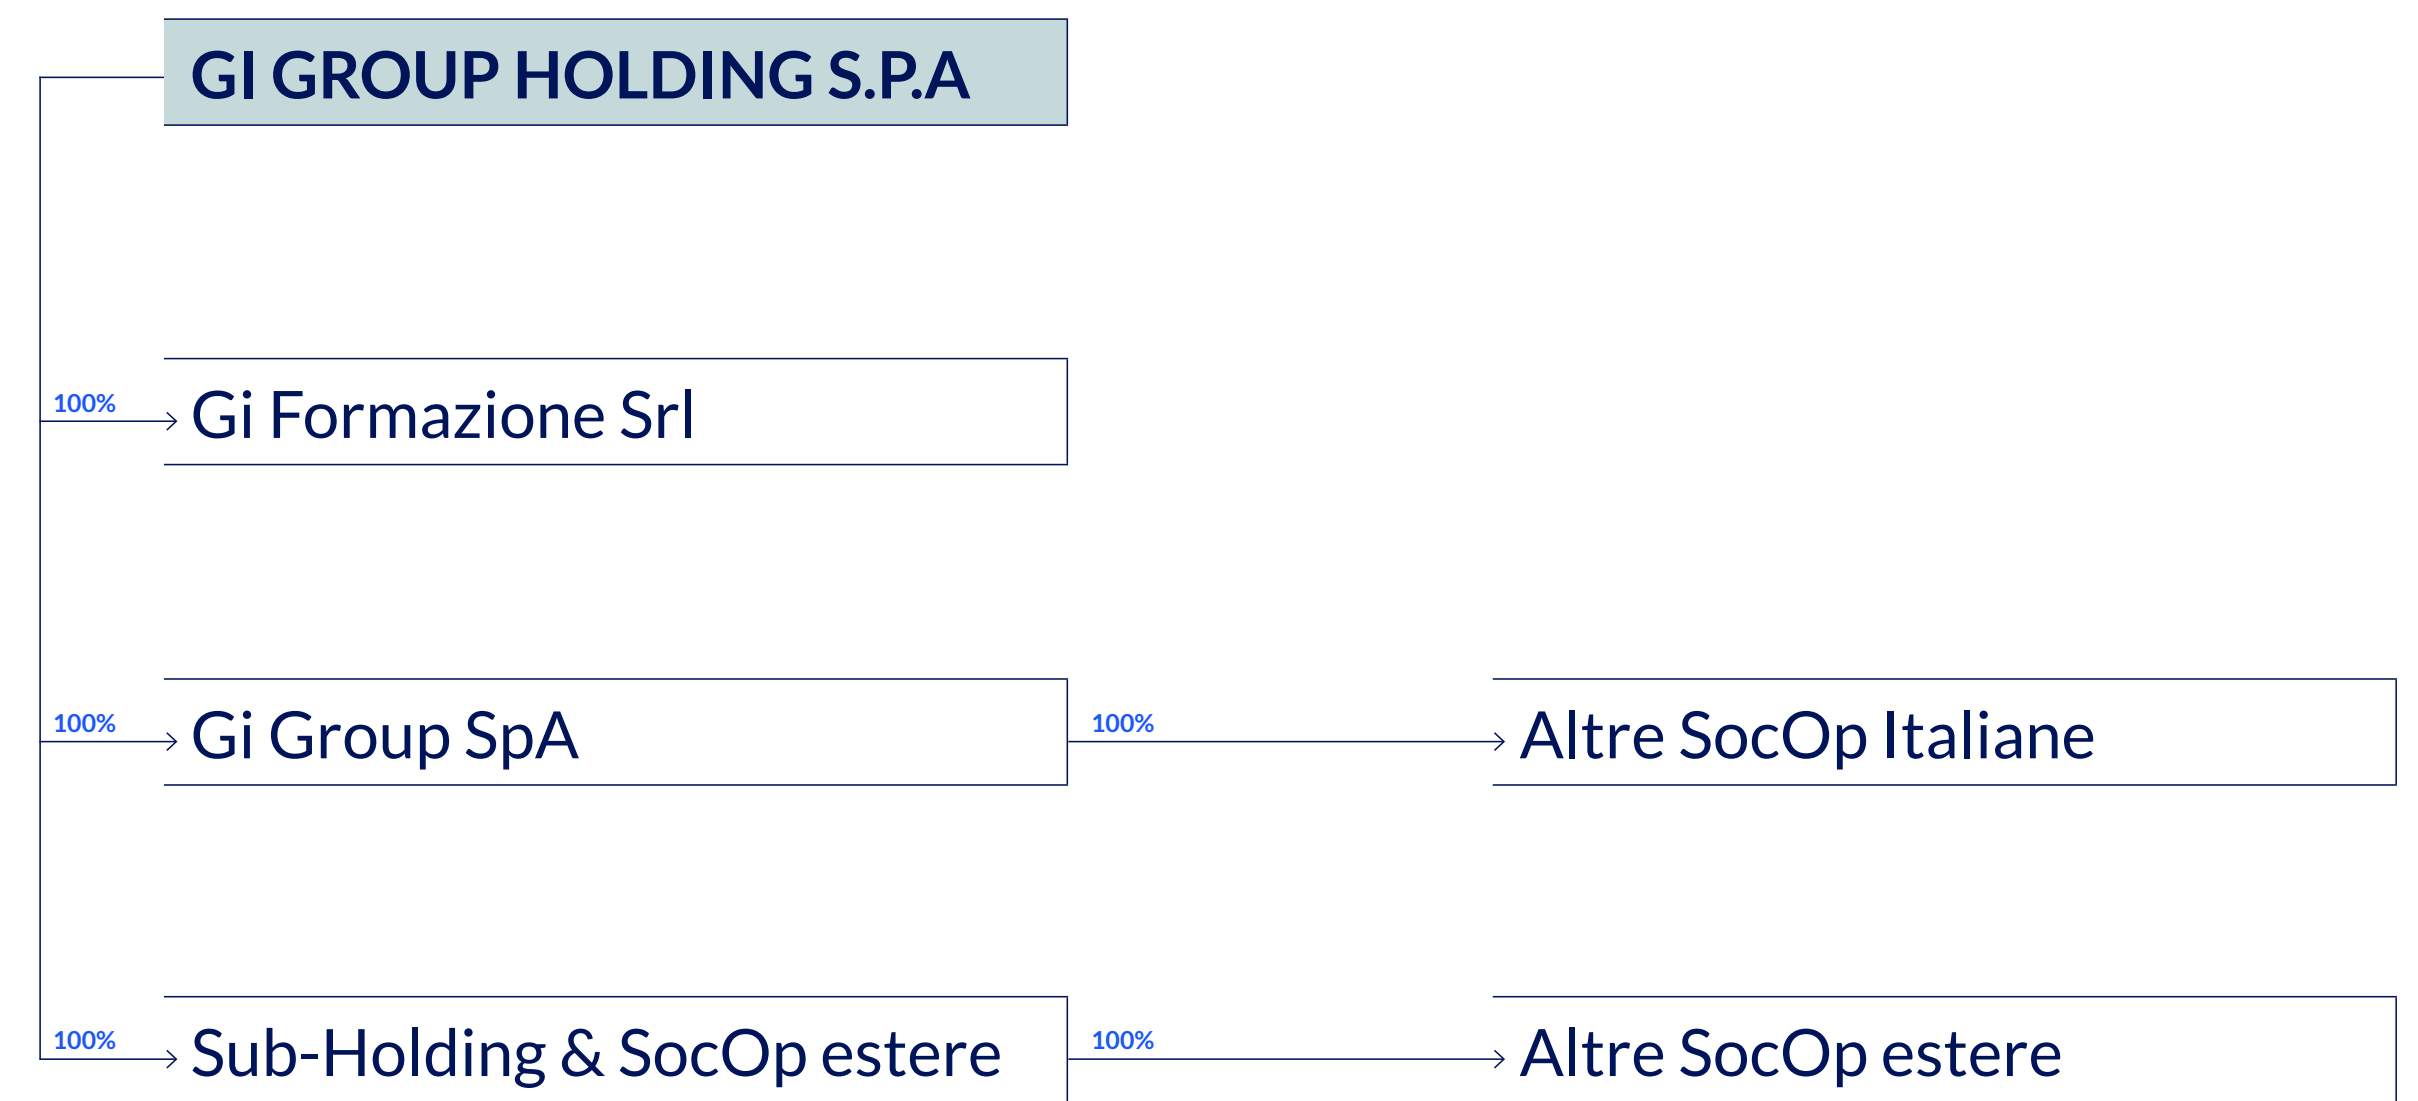 GI GROUP HOLDING S.P.A
100%
Gi Formazione Srl
100%
Gi Group SpA
100%
Altre SocOp Italiane
100%
Sub-Holding & SocOp estere
100%
Altre SocOp estere